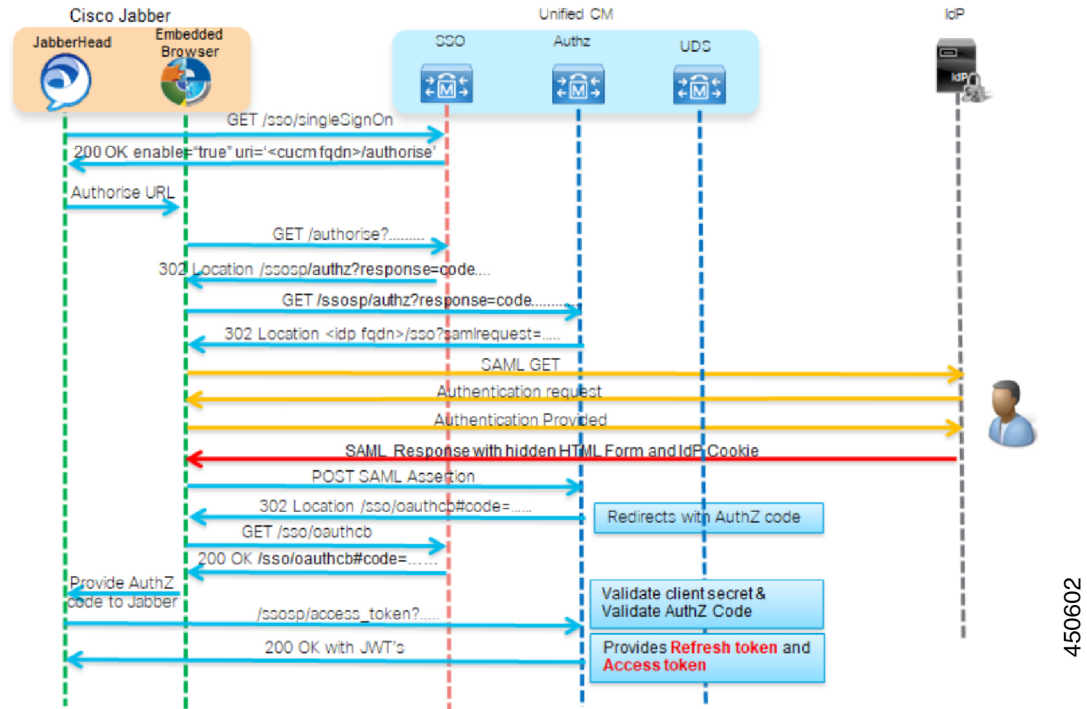 Cisco Jabber
Unified CM
IdP
JabberHead
Embedded
Browser
SSO
Authz
UDS
IdP
GET /sso/singleSignOn
200 OK enable="true" uri='<cucm fqdn>/authorise'
Authorise URL
GET /authorise?.........
302 Location /ssosp/authz?response=code....
GET /ssosp/authz?response=code............
302 Location <idp fqdn>/sso?samlrequest=.....
SAML GET
Authentication request
Authentication Provided
SAML Response with hidden HTML Form and IdP Cookie
POST SAML Assertion
302 Location /sso/oauthcb#code=......
Redirects with AuthZ code
GET /sso/oauthcb
200 OK /sso/oauthcb#code=.......
Provide AuthZ
code to Jabber
Validate client secret &
Validate AuthZ Code
/ssosp/access_token?.....
200 OK with JWT's
Provides Refresh token and
Access token
450602